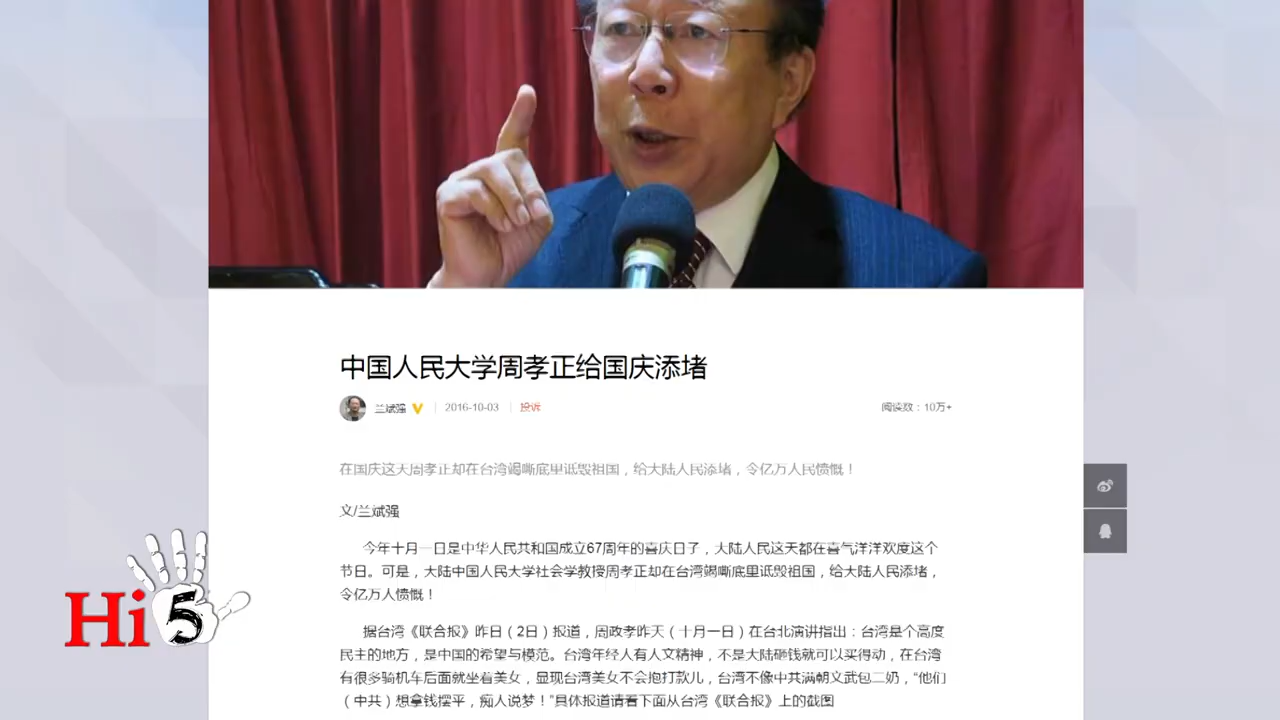 中国人民大学周孝正给国庆添堵
兰斌强 2016-10-03 投诉 阅读数：10万+
在国庆这天周孝正却在台湾竭嘶底里诋毁祖国，给大陆人民添堵，令亿万人民愤慨！
文/兰斌强
今年十月一日是中华人民共和国成立67周年的喜庆日了，大陆人民这天都在喜气洋洋欢度这个
节日。可是，大陆中国人民大学社会学教授周孝正却在台湾竭嘶底里诋毁祖国，给大陆人民添堵，
令亿万人愤慨！
据台湾《联合报》昨日（2日）报道，周政孝昨天（十月一日）在台北演讲指出：台湾是个高度
民主的地方，是中国的希望与模范。台湾年经人有人文精神，不是大陆砸钱就可以买得动，在台湾
有很多骑机车后面就坐着美女，显现台湾美女不会抱打款儿，台湾不像中共满朝文武包二奶，“他们
（中共）想拿钱摆平，痴人说梦！”具体报道请看下面从台湾《联合报》上的截图
Hi 5